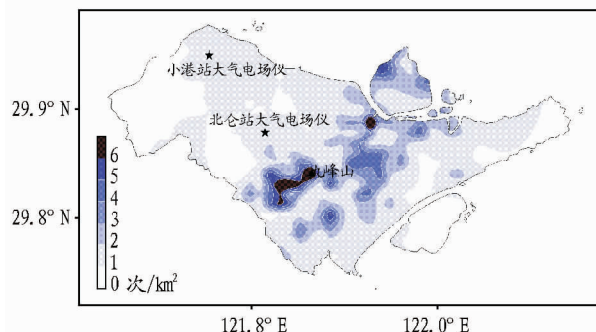 小港站大气电场仪
29.9° N
北仑站大气电场仪
6
5
九峰山
4
3
29.8° N
2
1
0 次/km²
121.8° E
122.0° E